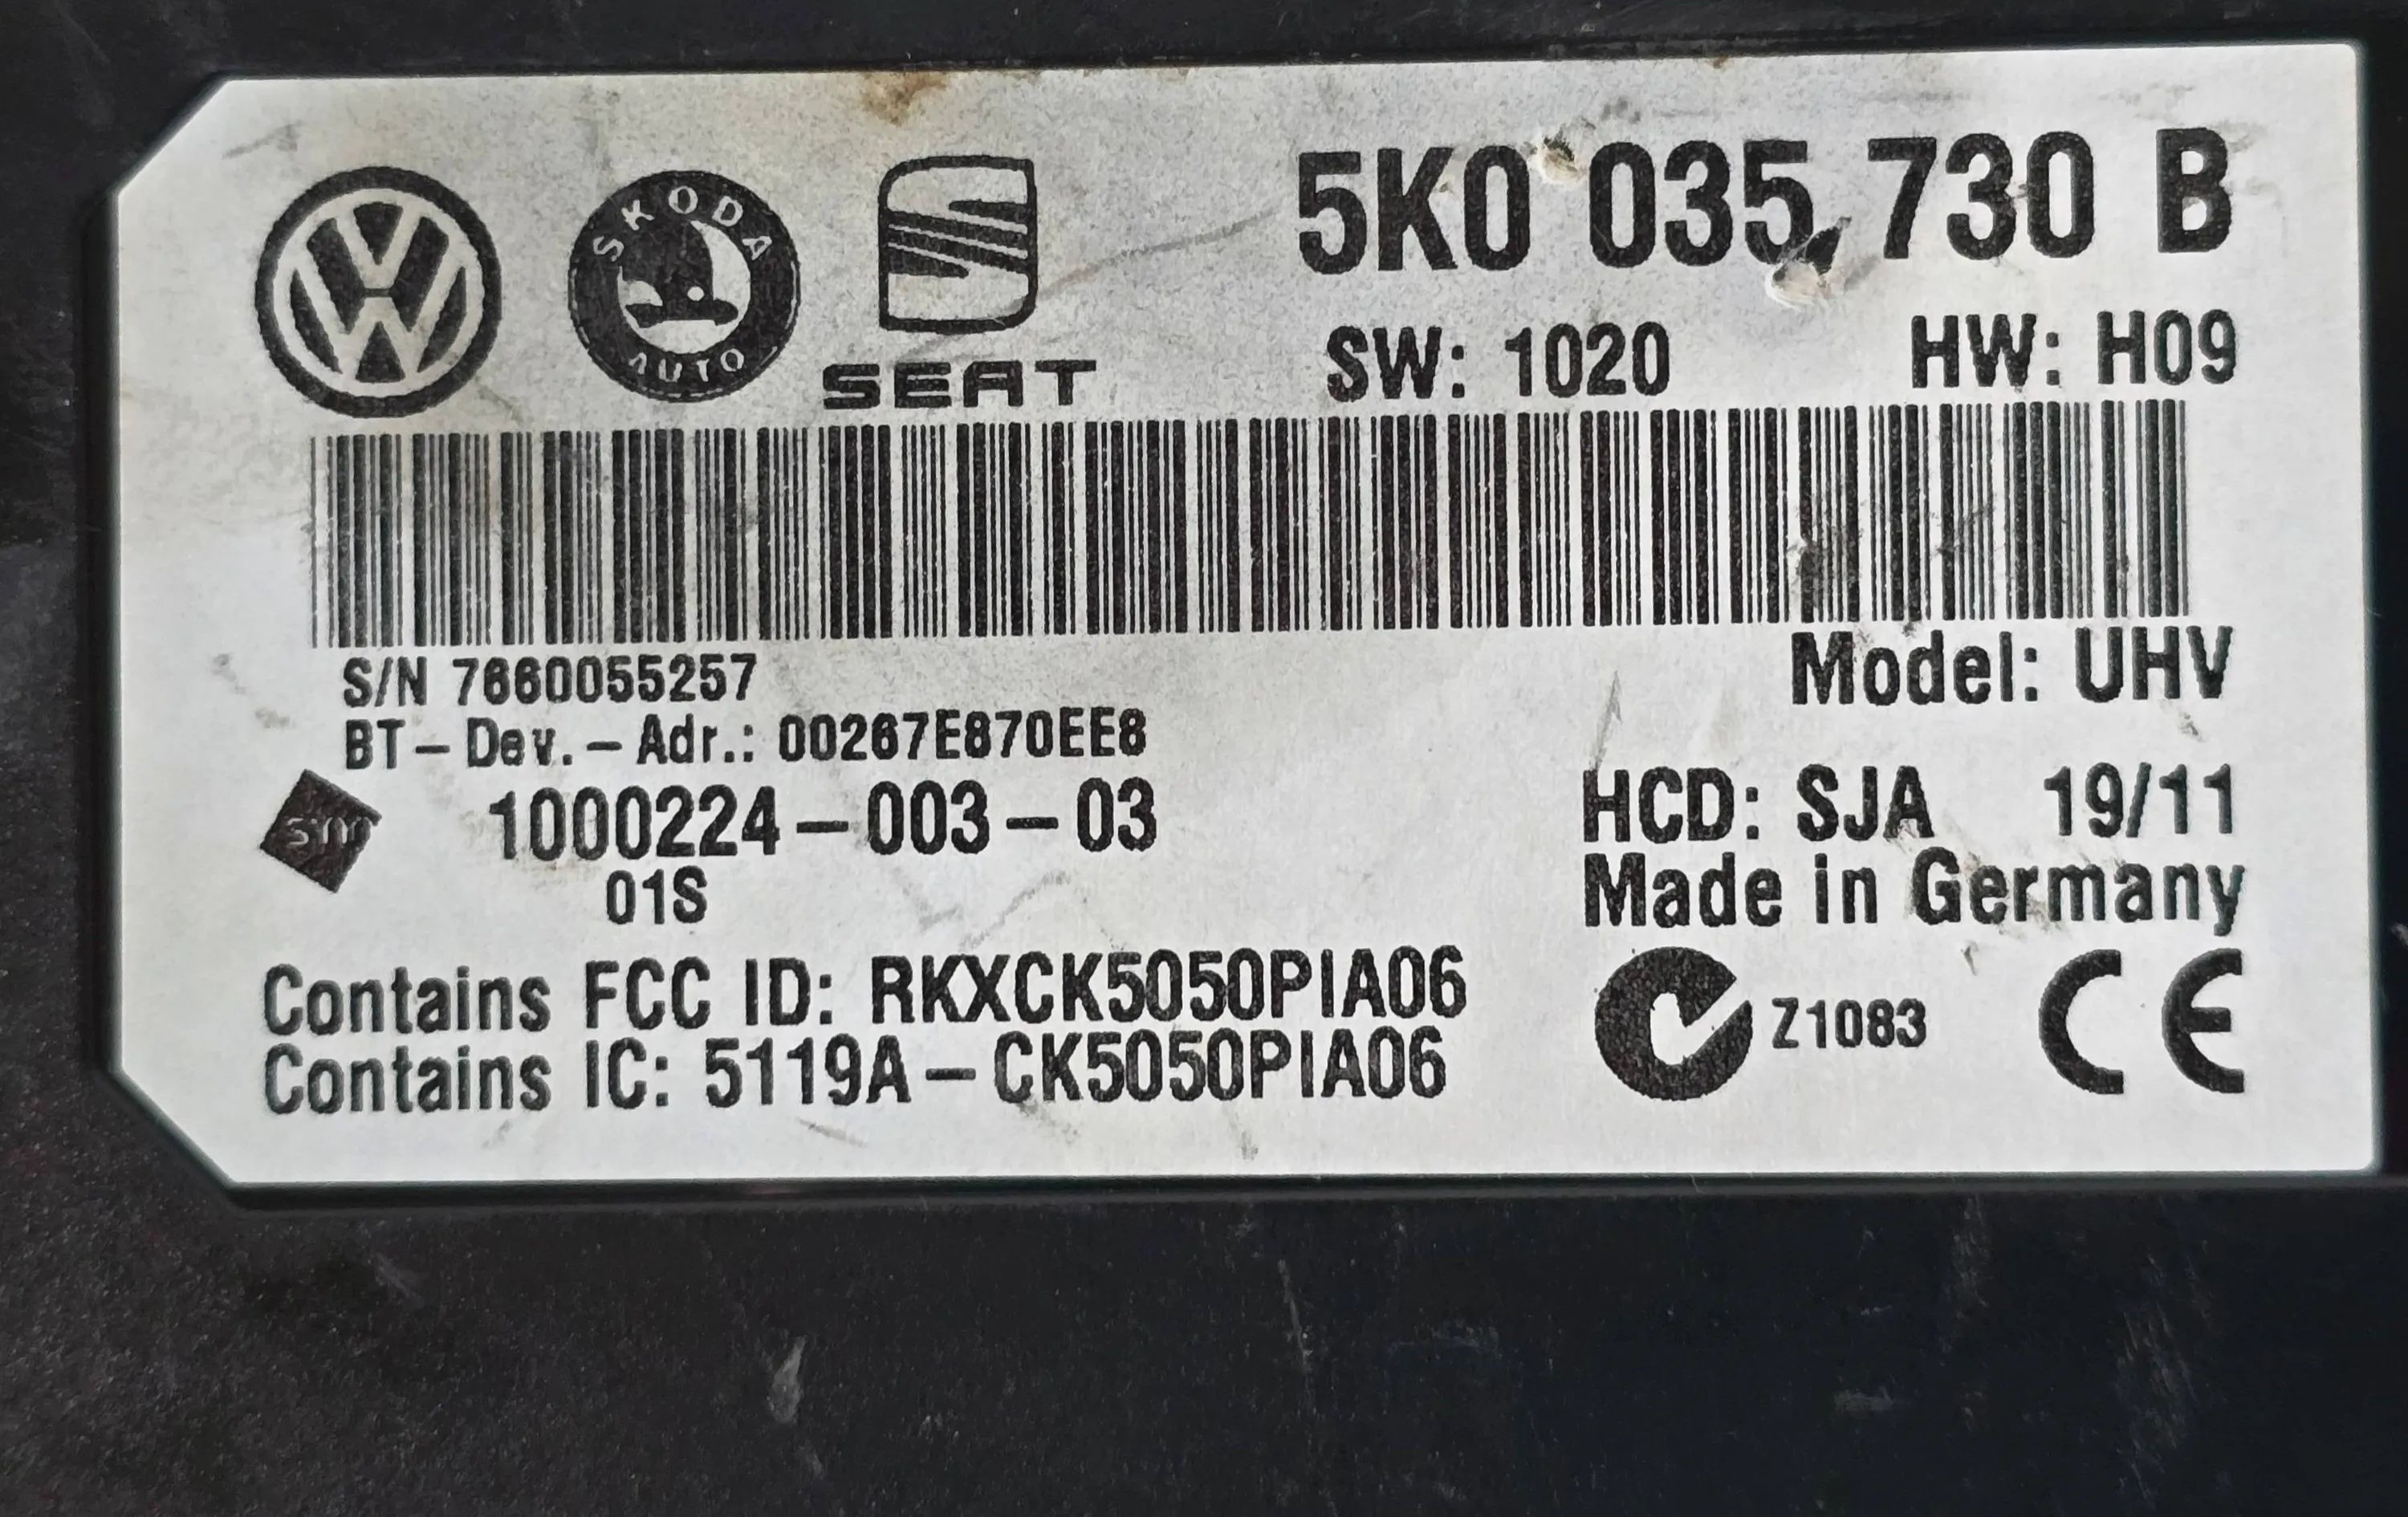 SKODA
AUTO
SEAT
5K0 035 730 B
SW: 1020 HW: H09
S/N 7660055257
Model: UHV
BT-Dev.-Adr.: 00267E870EE8
1000224-003-03
HCD: SJA 19/11
01S
Made in Germany
Contains FCC ID: RKXCK5050PIA06
Z1083
CE
Contains IC: 5119A-CK5050PIA06